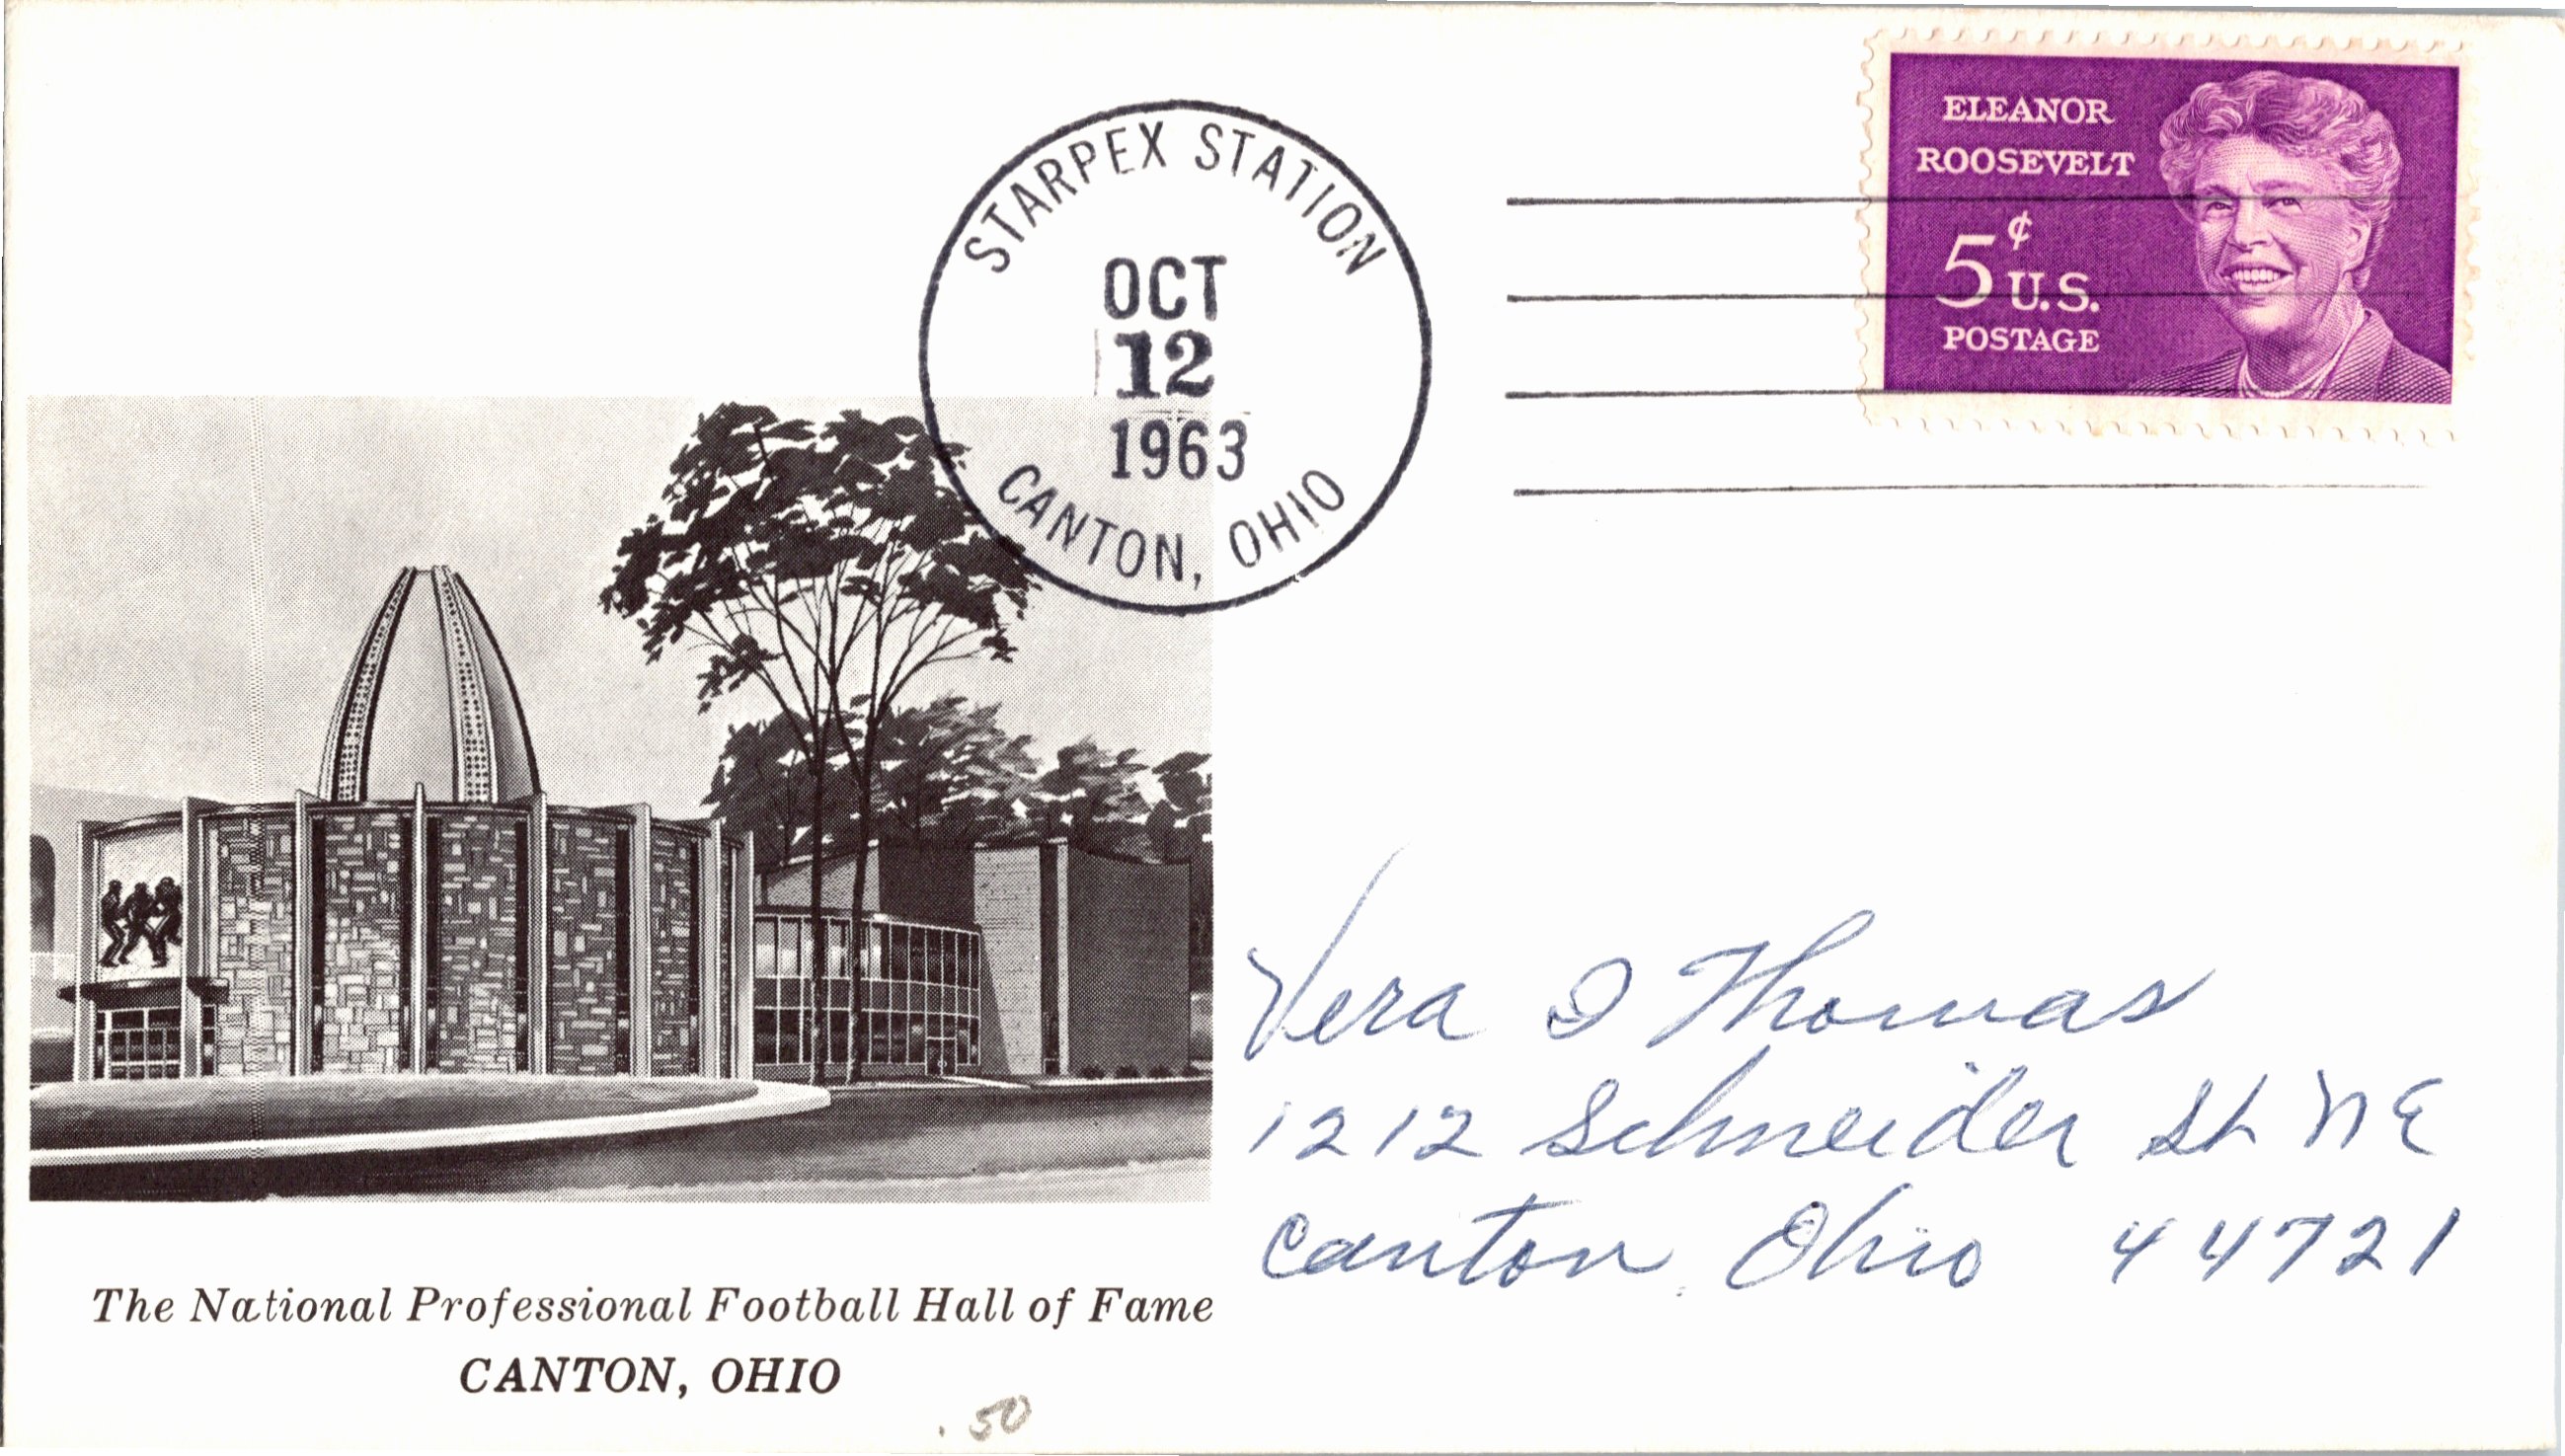 STARPEX STATION
OCT
12
1963
CANTON, OHIO
ELEANOR
ROOSEVELT
5¢
U.S.
POSTAGE
Vera I Thomas
1212 Schneider St NE
Canton, Ohio 44721
The National Professional Football Hall of Fame
CANTON, OHIO
.50